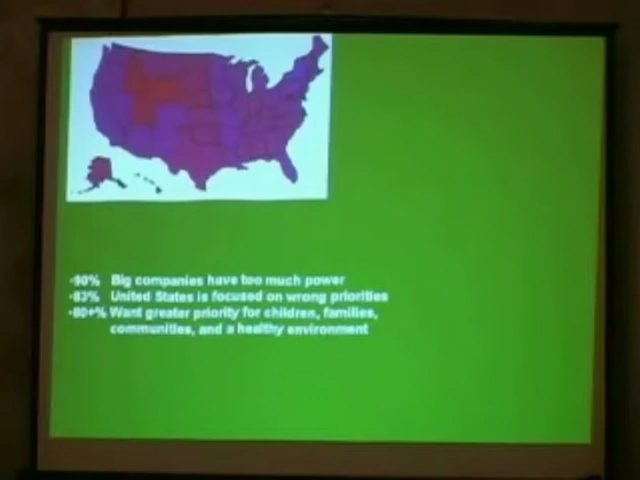 ·90% Big companies have too much power
·83% United States is focused on wrong priorities
·80+% Want greater priority for children, families,
communities, and a healthy environment